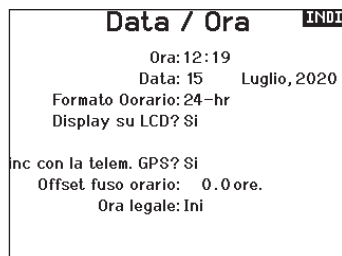 Data / Ora INDI
Ora: 12:19
Data: 15 Luglio, 2020
Formato Oorario: 24-hr
Display su LCD? Si
inc con la telem. GPS? Si
Offset fuso orario: 0.0 ore.
Ora legale: Ini